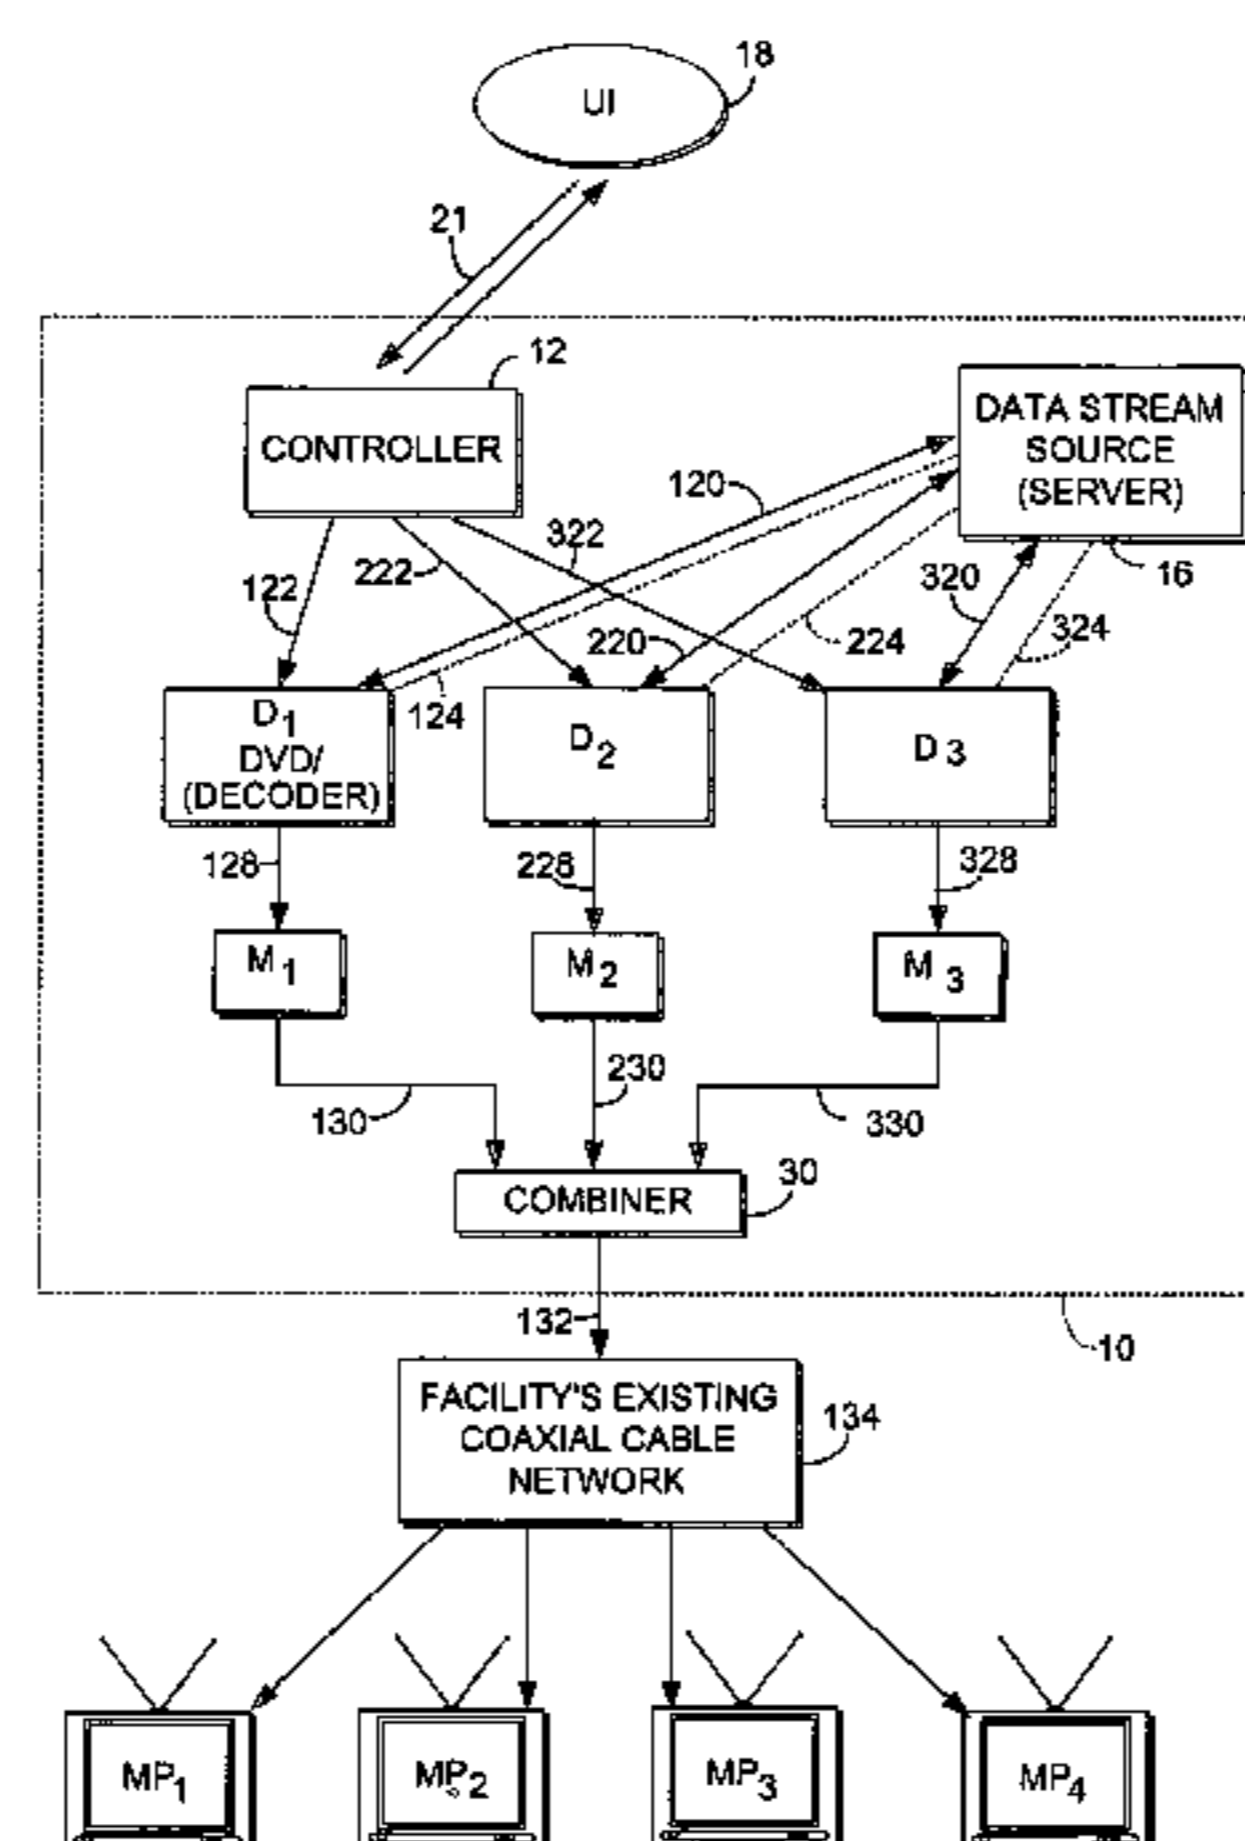 18
UI
21
12
CONTROLLER
DATA STREAM
SOURCE
(SERVER)
120
322
222
122
320
16
220
224
324
124
D1
DVD/
(DECODER)
D2
D3
128
228
328
M1
M2
M3
230
130
330
30
COMBINER
132
10
FACILITY'S EXISTING
COAXIAL CABLE
NETWORK
134
MP1
MP2
MP3
MP4